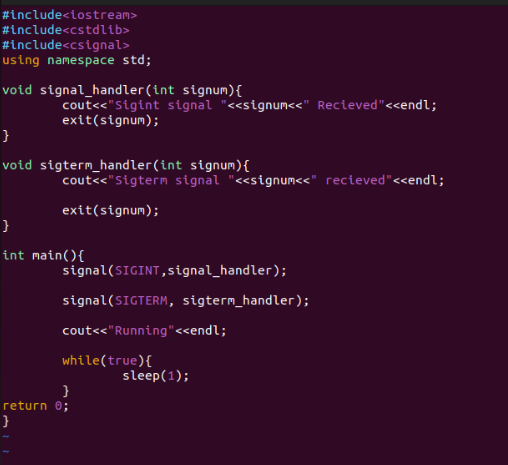 #include<iostream>
#include<cstdlib>
#include<csignal>
using namespace std;

void signal_handler(int signum){
        cout<<"Sigint signal "<<signum<<" Recieved"<<endl;
        exit(signum);
}

void sigterm_handler(int signum){
        cout<<"Sigterm signal "<<signum<<" recieved"<<endl;

        exit(signum);
}

int main(){
        signal(SIGINT,signal_handler);

        signal(SIGTERM, sigterm_handler);

        cout<<"Running"<<endl;

        while(true){
                sleep(1);
        }
return 0;
}
~
~